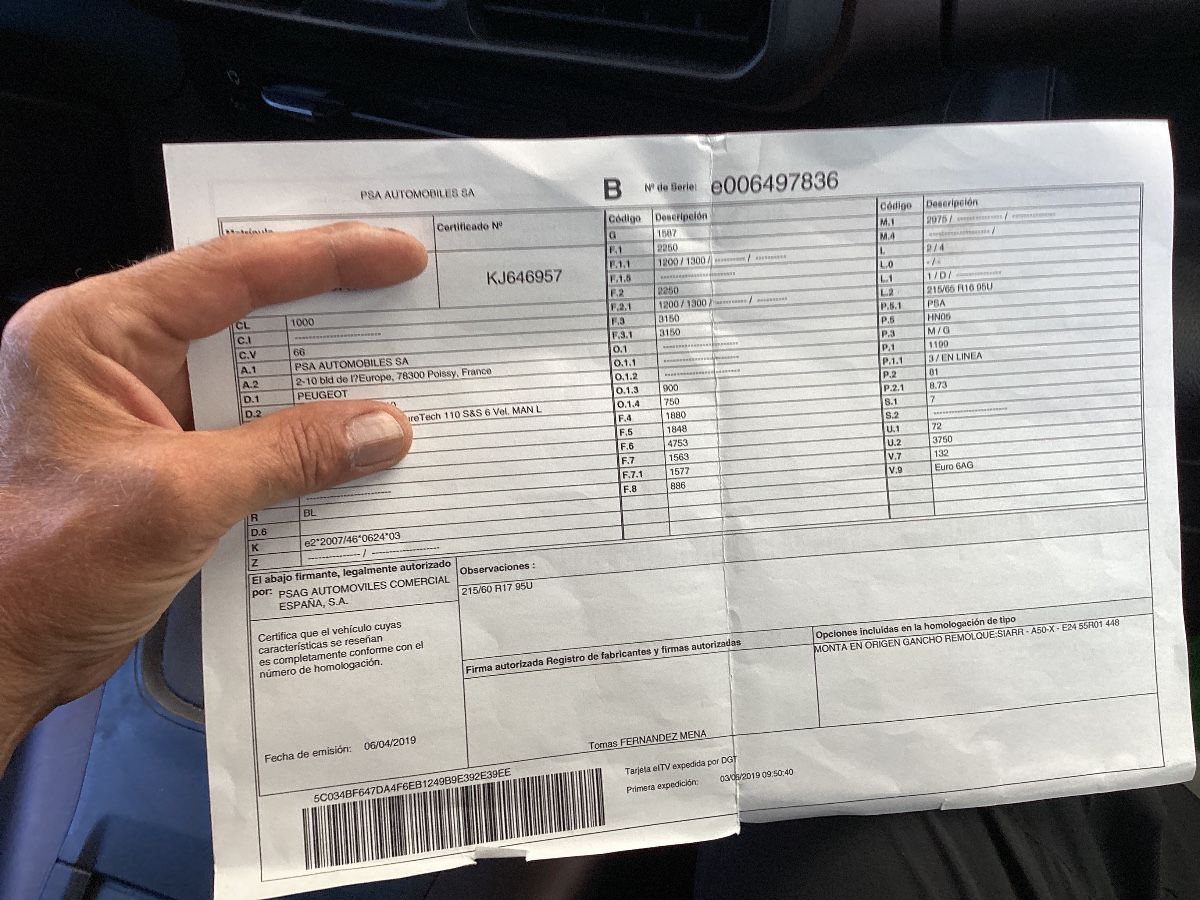 PSA AUTOMOBILES SA
B Nº de Serie: e006497836
Certificado Nº
KJ646957
CL 1000
C.I --------------------
C.V 66
A.1 PSA AUTOMOBILES SA
A.2 2-10 bld de l?Europe, 78300 Poissy, France
D.1 PEUGEOT
D.2
110 S&S 6 Vel. MAN L
--------------------
R BL
D.6
K e2*2007/46*0624*03
Z ------------ / ----------------
Código Descripción
G 1587
F.1 2250
F.1.1 1200 / 1300 / --------- / ---------
F.1.5 --------------------
F.2 2250
F.2.1 1200 / 1300 / --------- / ---------
F.3 3150
F.3.1 3150
O.1 --------------------
O.1.1 --------------------
O.1.2 --------------------
O.1.3 900
O.1.4 750
F.4 1880
F.5 1848
F.6 4753
F.7 1563
F.7.1 1577
F.8 886
Código Descripción
M.1 2975 / ------------ / ------------
M.4 ---------------- /
L 2 / 4
L.0 - / -
L.1 1 / D / ------------
L.2 215/65 R16 95U
P.5.1 PSA
P.5 HN05
P.3 M / G
P.1 1199
P.1.1 3 / EN LINEA
P.2 81
P.2.1 8.73
S.1 7
S.2 --------------------
U.1 72
U.2 3750
V.7 132
V.9 Euro 6AG
El abajo firmante, legalmente autorizado
por: PSAG AUTOMOVILES COMERCIAL
ESPAÑA, S.A.
Certifica que el vehículo cuyas
características se reseñan
es completamente conforme con el
número de homologación.
Fecha de emisión: 06/04/2019
Observaciones :
215/60 R17 95U
Firma autorizada Registro de fabricantes y firmas autorizadas
Tomas FERNANDEZ MENA
Opciones incluidas en la homologación de tipo
MONTA EN ORIGEN GANCHO REMOLQUE:SIARR - A50-X - E24 55R01 448
5C034BF647DA4F6EB1249B9E392E39EE
Tarjeta eITV expedida por DGT
Primera expedición: 03/06/2019 09:50:40